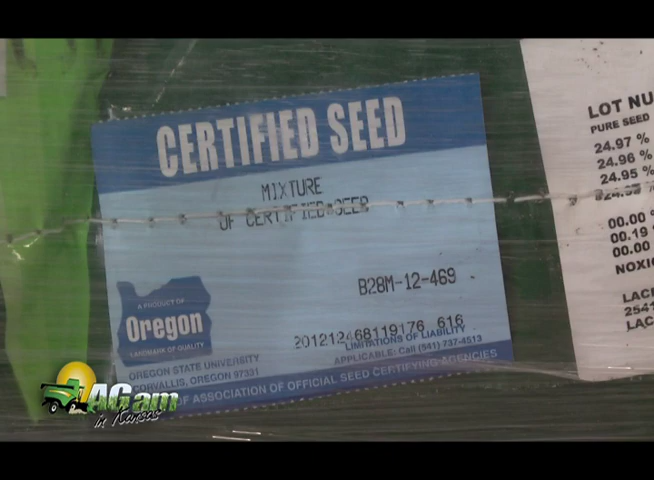 CERTIFIED SEED
MIXTURE
OF CERTIFIED SEED
B28M-12-469
A PRODUCT OF
Oregon
LANDMARK OF QUALITY
201212468119176 616
LIMITATIONS OF LIABILITY
APPLICABLE: Call (541) 737-4513
OREGON STATE UNIVERSITY
CORVALLIS, OREGON 97331
OF ASSOCIATION OF OFFICIAL SEED CERTIFYING AGENCIES
LOT NU
PURE SEED
24.97 %
24.96 %
24.95 %
00.00 %
00.19 %
00.00 %
NOXIO
LACR
2541
LAC
AG am
in Kansas